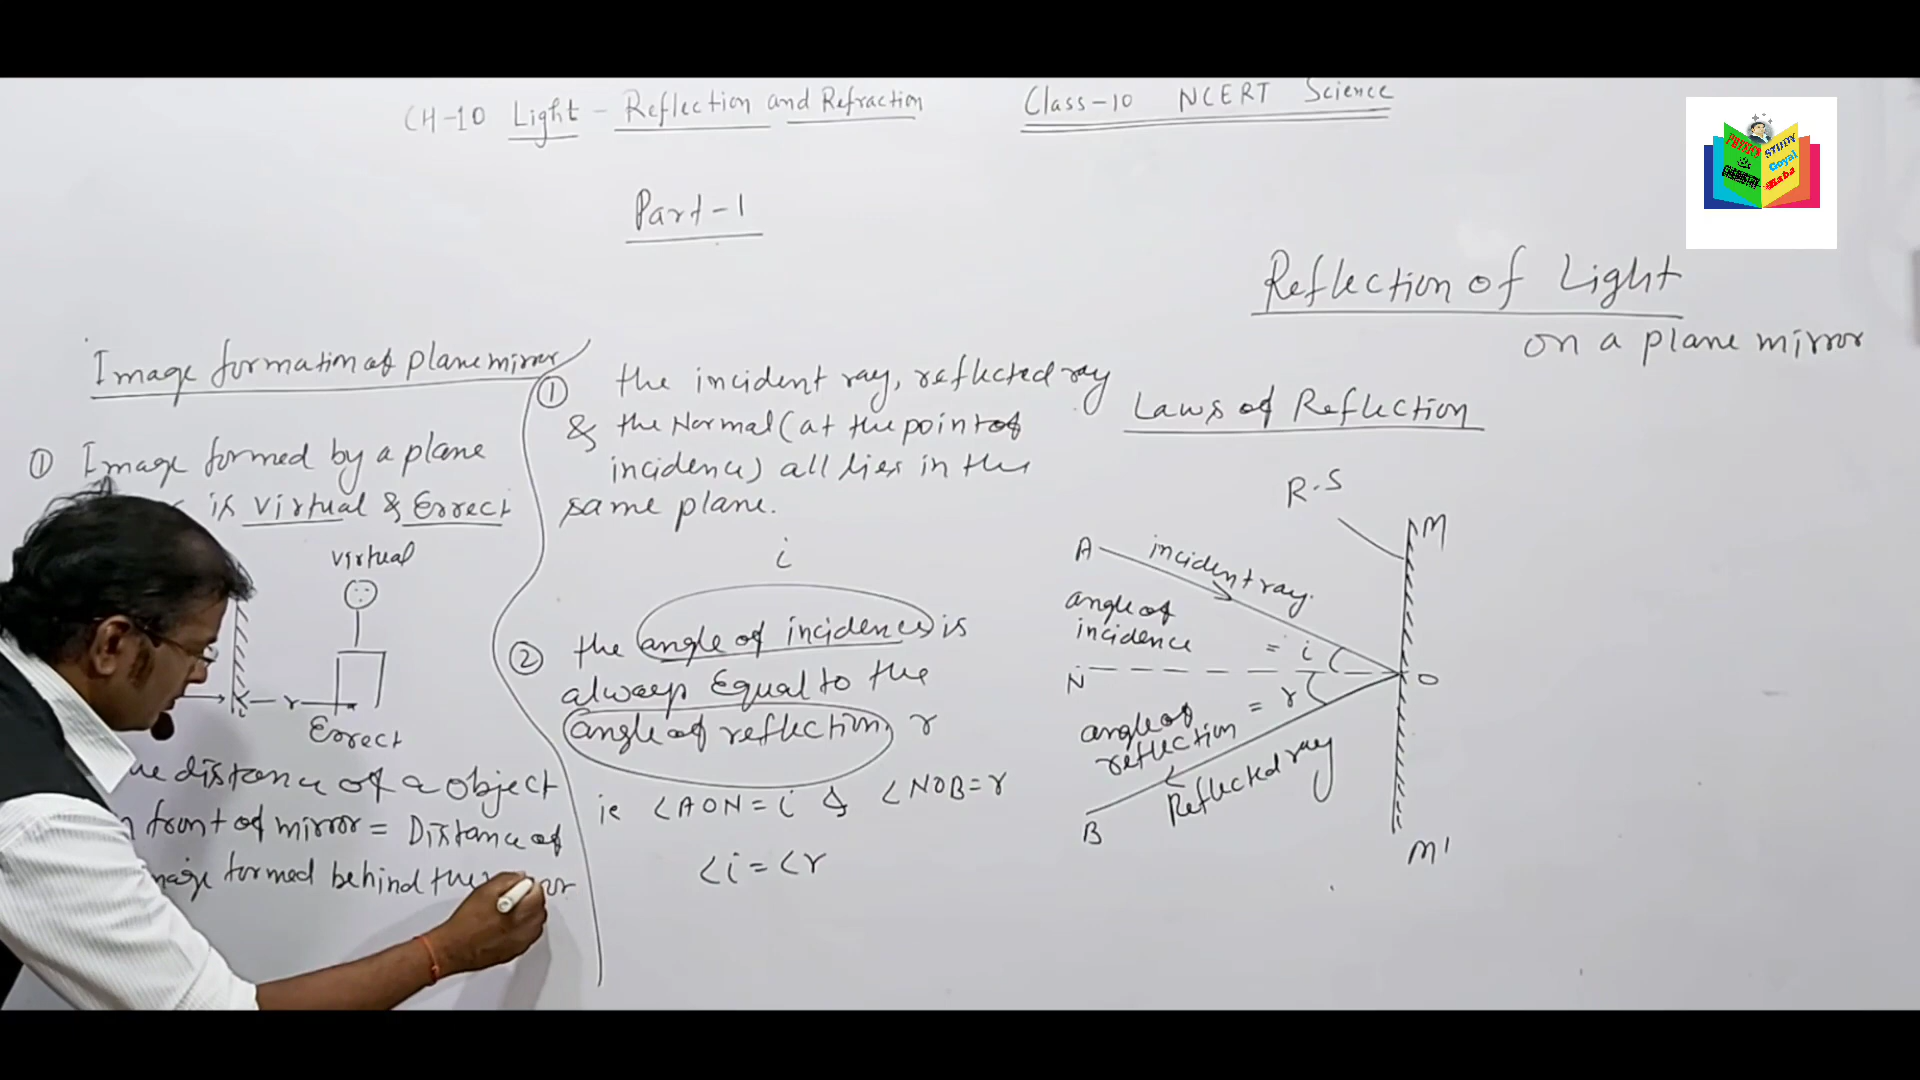 CH-10 Light - Reflection and Refraction
Class-10 NCERT Science
PHYSICS
&
CHEMISTRY
STUDY
Goyal
Part-1
Reflection of Light
on a plane mirror
Image formation of plane mirror
① Image formed by a plane
is virtual & Errect
virtual
r
Errect
distance of a object
front of mirror = Distance of
formed behind the
① the incident ray, reflected ray
& the Normal (at the point of
incidence) all lies in the
same plane.
i
② the angle of incidence is
always Equal to the
angle of reflection, r
ie ∠AON = i & ∠NOB = r
∠i = ∠r
Laws of Reflection
R.S
M
A
incident ray.
angle of
incidence = i
N
O
angle of
reflection = r
Reflected ray
B
M'